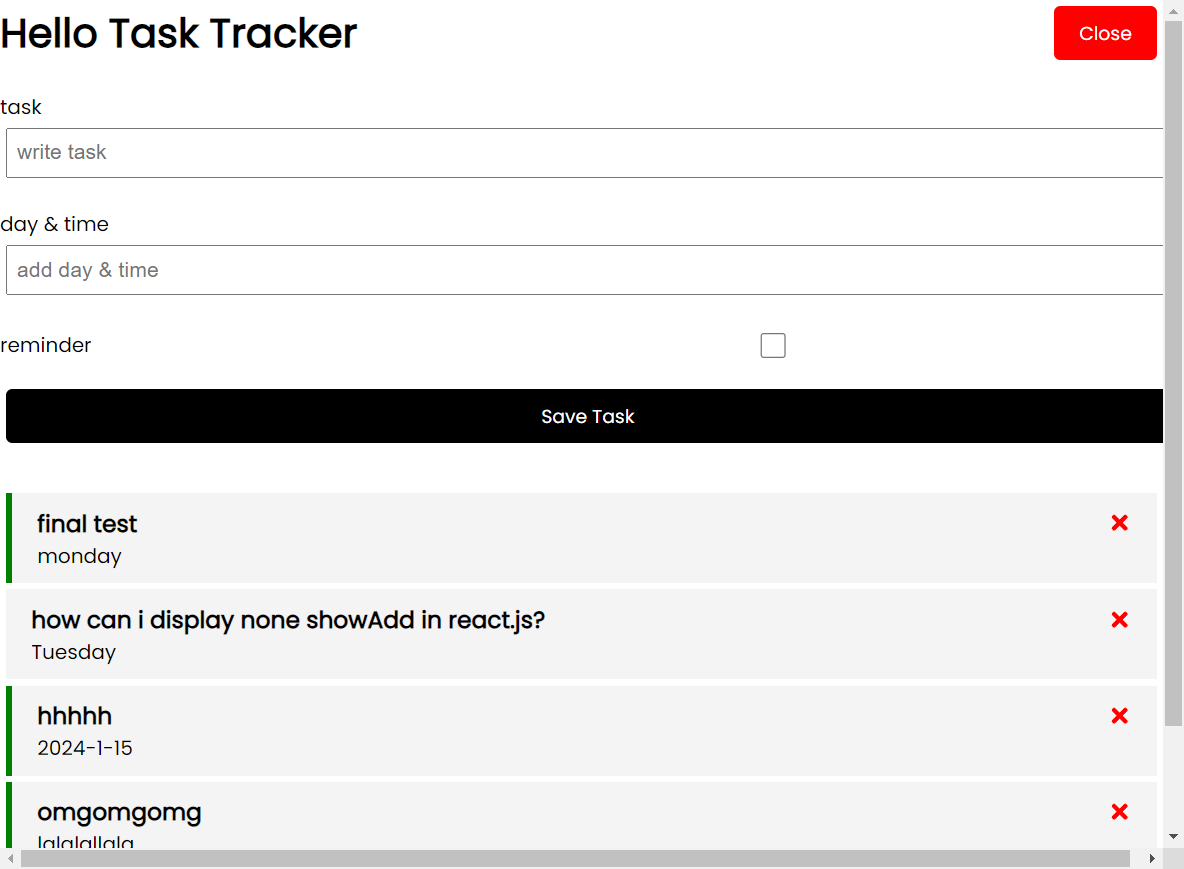 Hello Task Tracker
Close
task
write task
day & time
add day & time
reminder
Save Task
final test
monday
how can i display none showAdd in react.js?
Tuesday
hhhhh
2024-1-15
omgomgomg
lalalallala